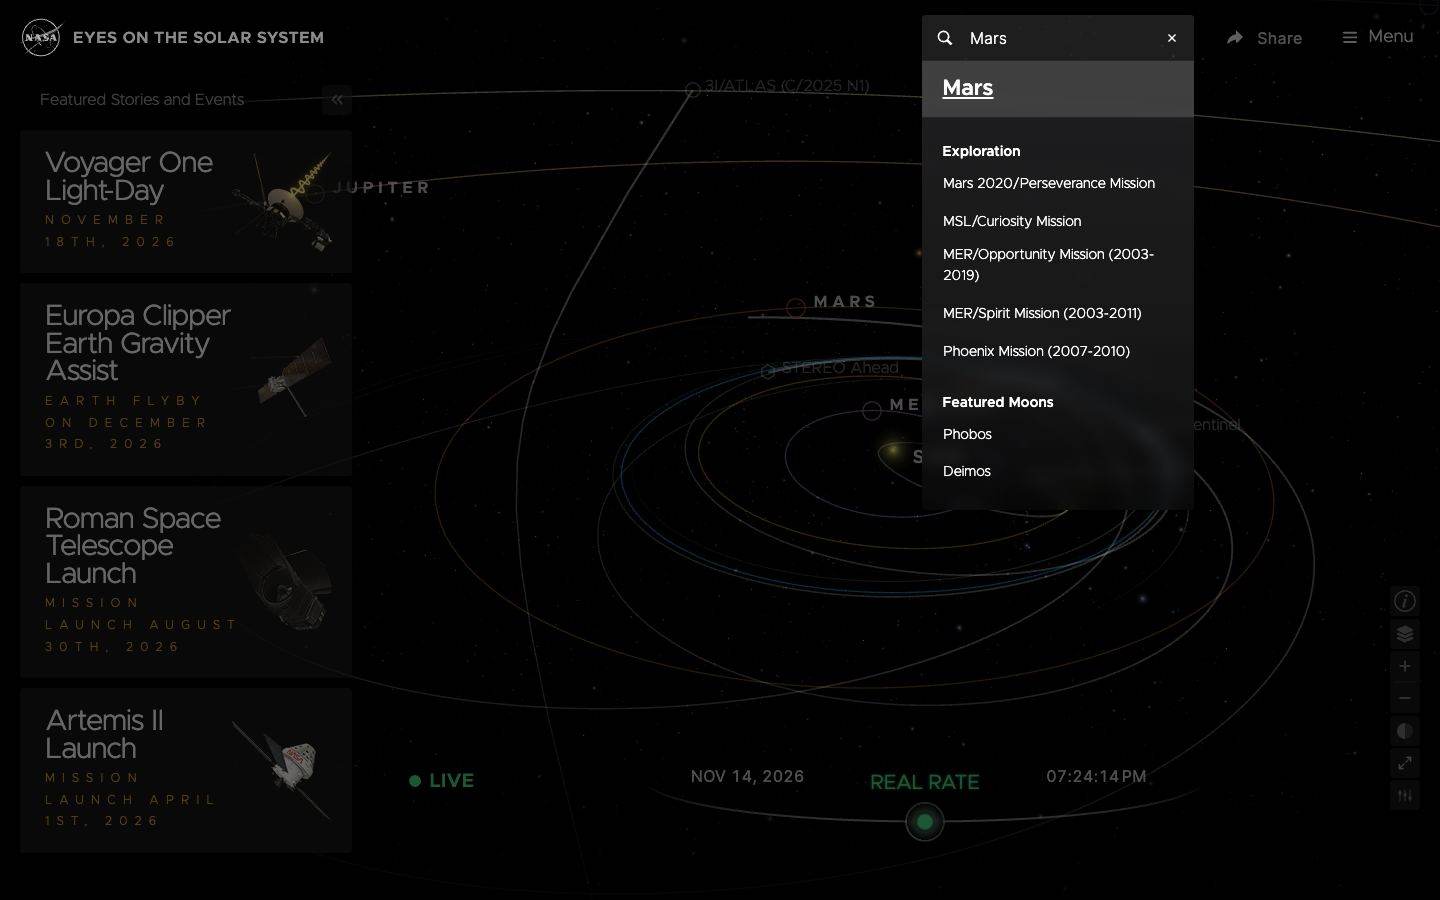 NASA
EYES ON THE SOLAR SYSTEM
Mars
×
Share
Menu
Featured Stories and Events
«
3I/ATLAS (C/2025 N1)
Mars
Voyager One
Light-Day
NOVEMBER
18TH, 2026
JUPITER
Exploration
Mars 2020/Perseverance Mission
MSL/Curiosity Mission
MER/Opportunity Mission (2003-
2019)
MER/Spirit Mission (2003-2011)
Phoenix Mission (2007-2010)
Featured Moons
Phobos
Deimos
Europa Clipper
Earth Gravity
Assist
EARTH FLYBY
ON DECEMBER
3RD, 2026
MARS
STEREO Ahead
ME
S
entinel
Roman Space
Telescope
Launch
MISSION
LAUNCH AUGUST
30TH, 2026
Artemis II
Launch
MISSION
LAUNCH APRIL
1ST, 2026
LIVE
NOV 14, 2026
REAL RATE
07:24:14 PM